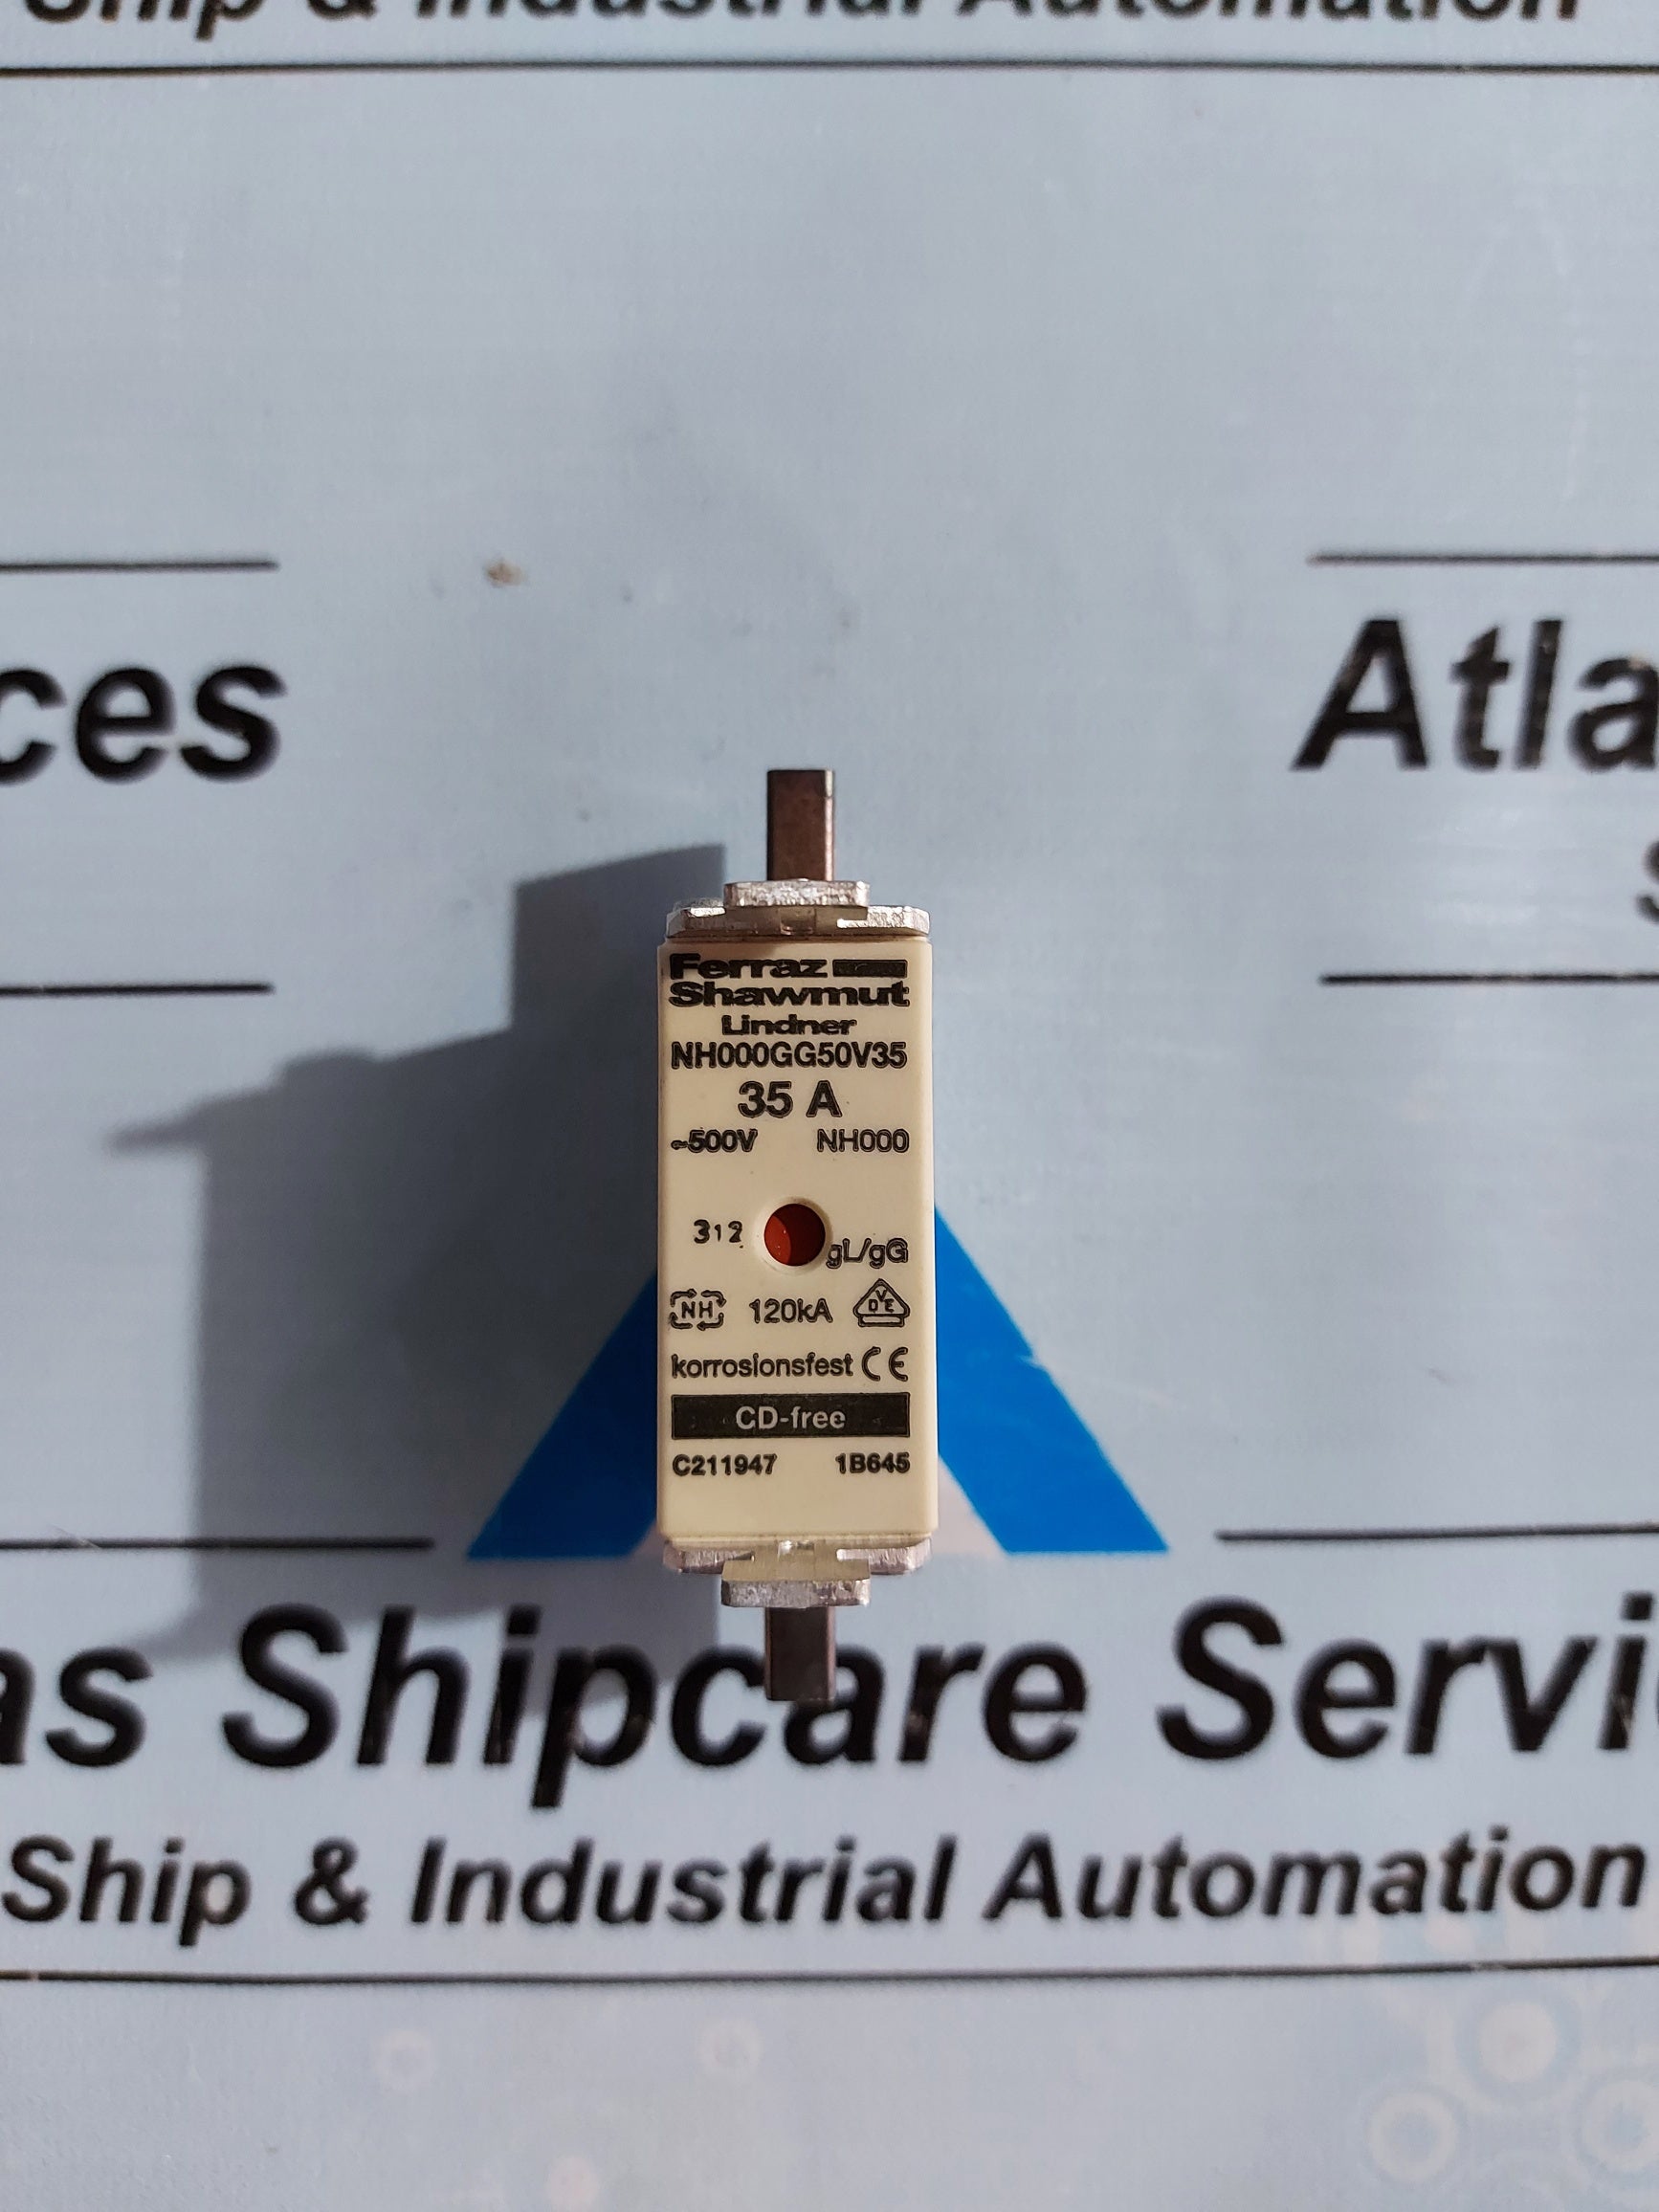 Ship & Industrial Automation
ces
Atla
Ferraz
Shawmut
Lindner
NH000GG50V35
35 A
~500V NH000
312 gL/gG
NH 120kA VDE
korrosionsfest CE
CD-free
C211947 1B645
as Shipcare Servi
Ship & Industrial Automation